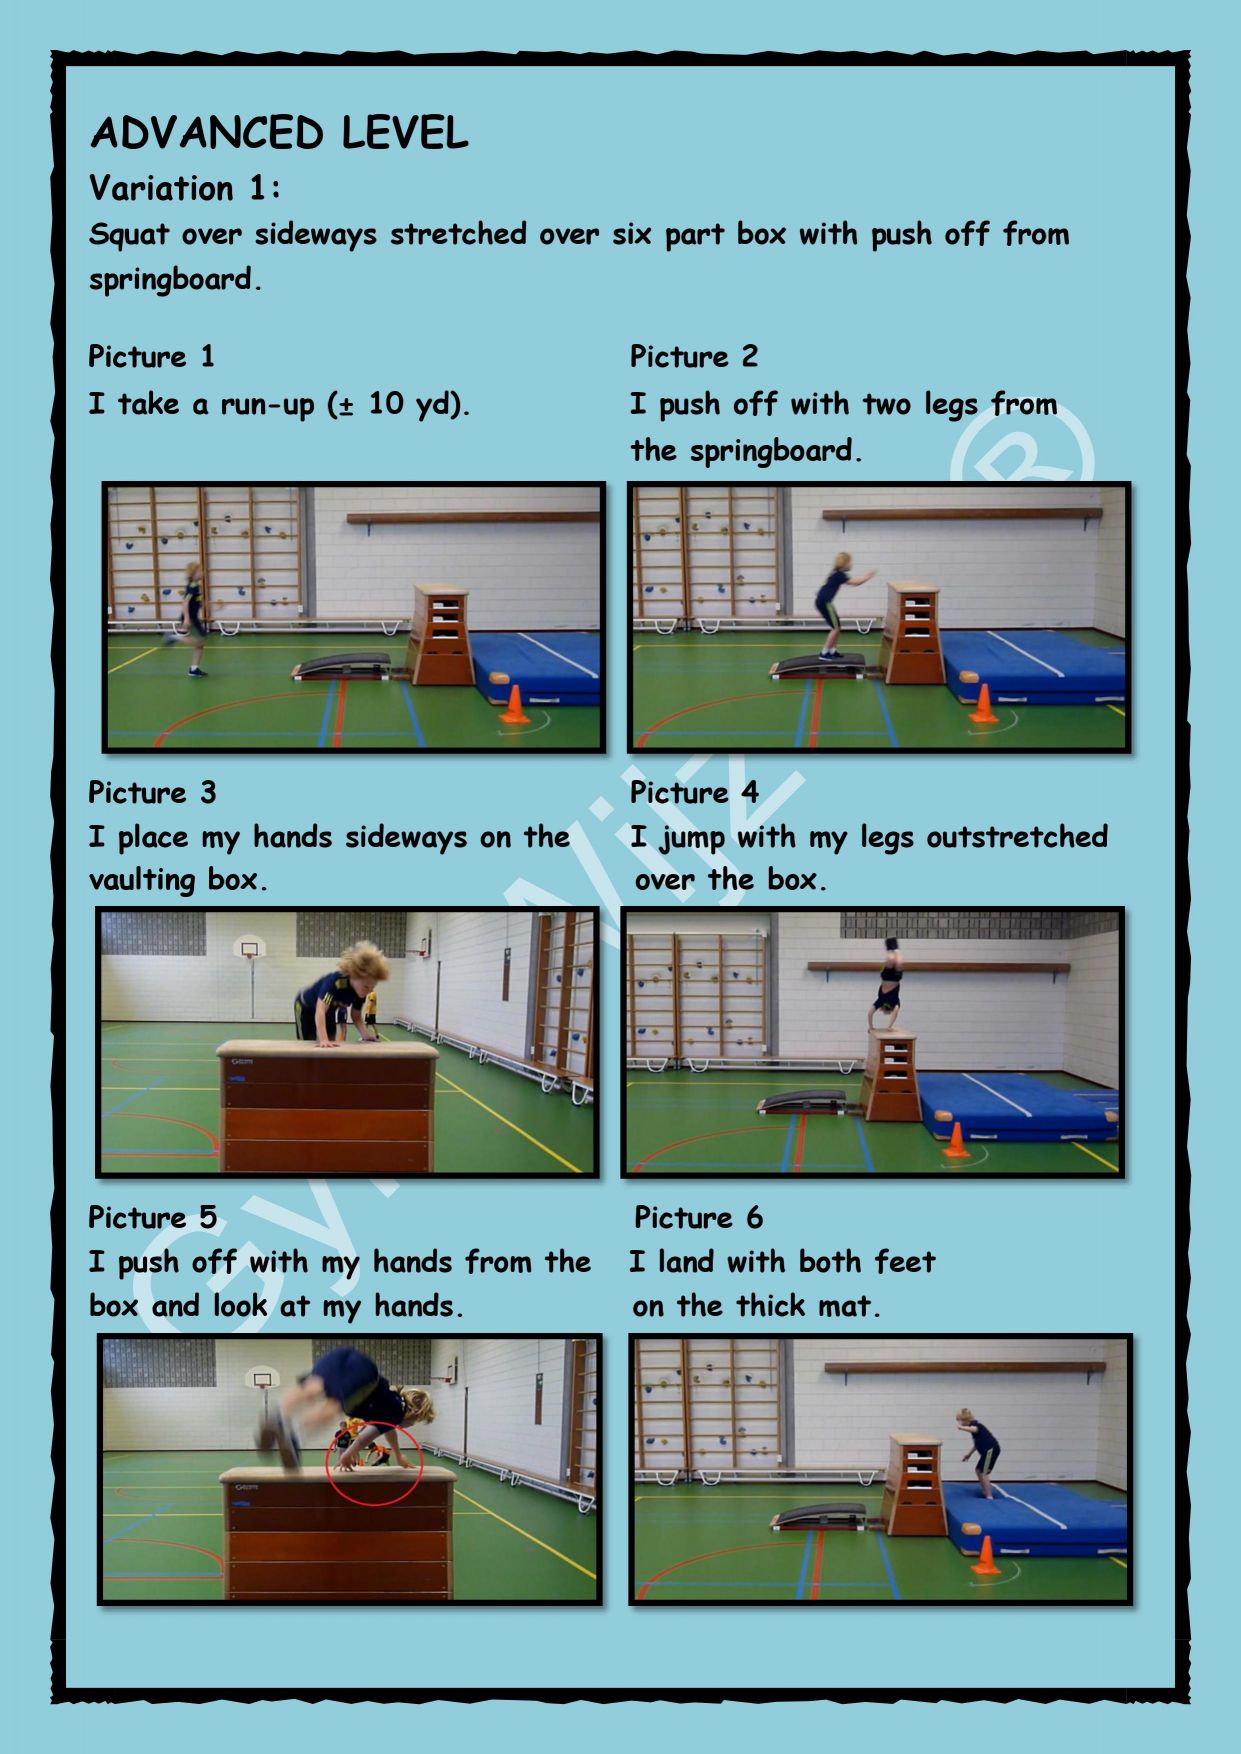 ADVANCED LEVEL
Variation 1:
Squat over sideways stretched over six part box with push off from
springboard.
Picture 1
I take a run-up (± 10 yd).
Picture 2
I push off with two legs from
the springboard.
Picture 3
I place my hands sideways on the
vaulting box.
Picture 4
I jump with my legs outstretched
over the box.
Picture 5
I push off with my hands from the
box and look at my hands.
Picture 6
I land with both feet
on the thick mat.